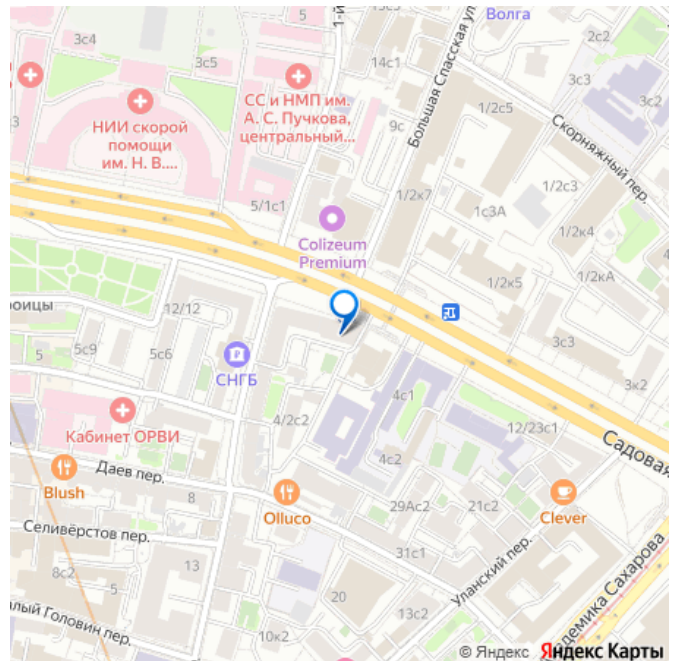 5
Волга
3с4
3с5
1-й
14с1
2с2
3с3
3с2
НИИ скорой
помощи
им. Н. В....
СС и НМП им.
А. С. Пучкова,
центральный...
9с
Большая Спасская ул
1/2с5
Скорняжный пер.
5/1с1
1/2к7
1с3А
1/2с3
1/2к4
Colizeum
Premium
1/2к5
1/2кА
роицы
12/12
5
5с9
5с6
СНГБ
3с3
3к2
4с1
Кабинет ОРВИ
4/2с2
12/23с1
Садовая
4с2
Даев пер.
Blush
8
Olluco
29Ас2
21с2
Clever
Селивёрстов пер.
31с1
8с2
5
13
20
Уланский пер.
адемика Сахарова
13с2
алый Головин пер.
10к2
© Яндекс Яндекс Карты